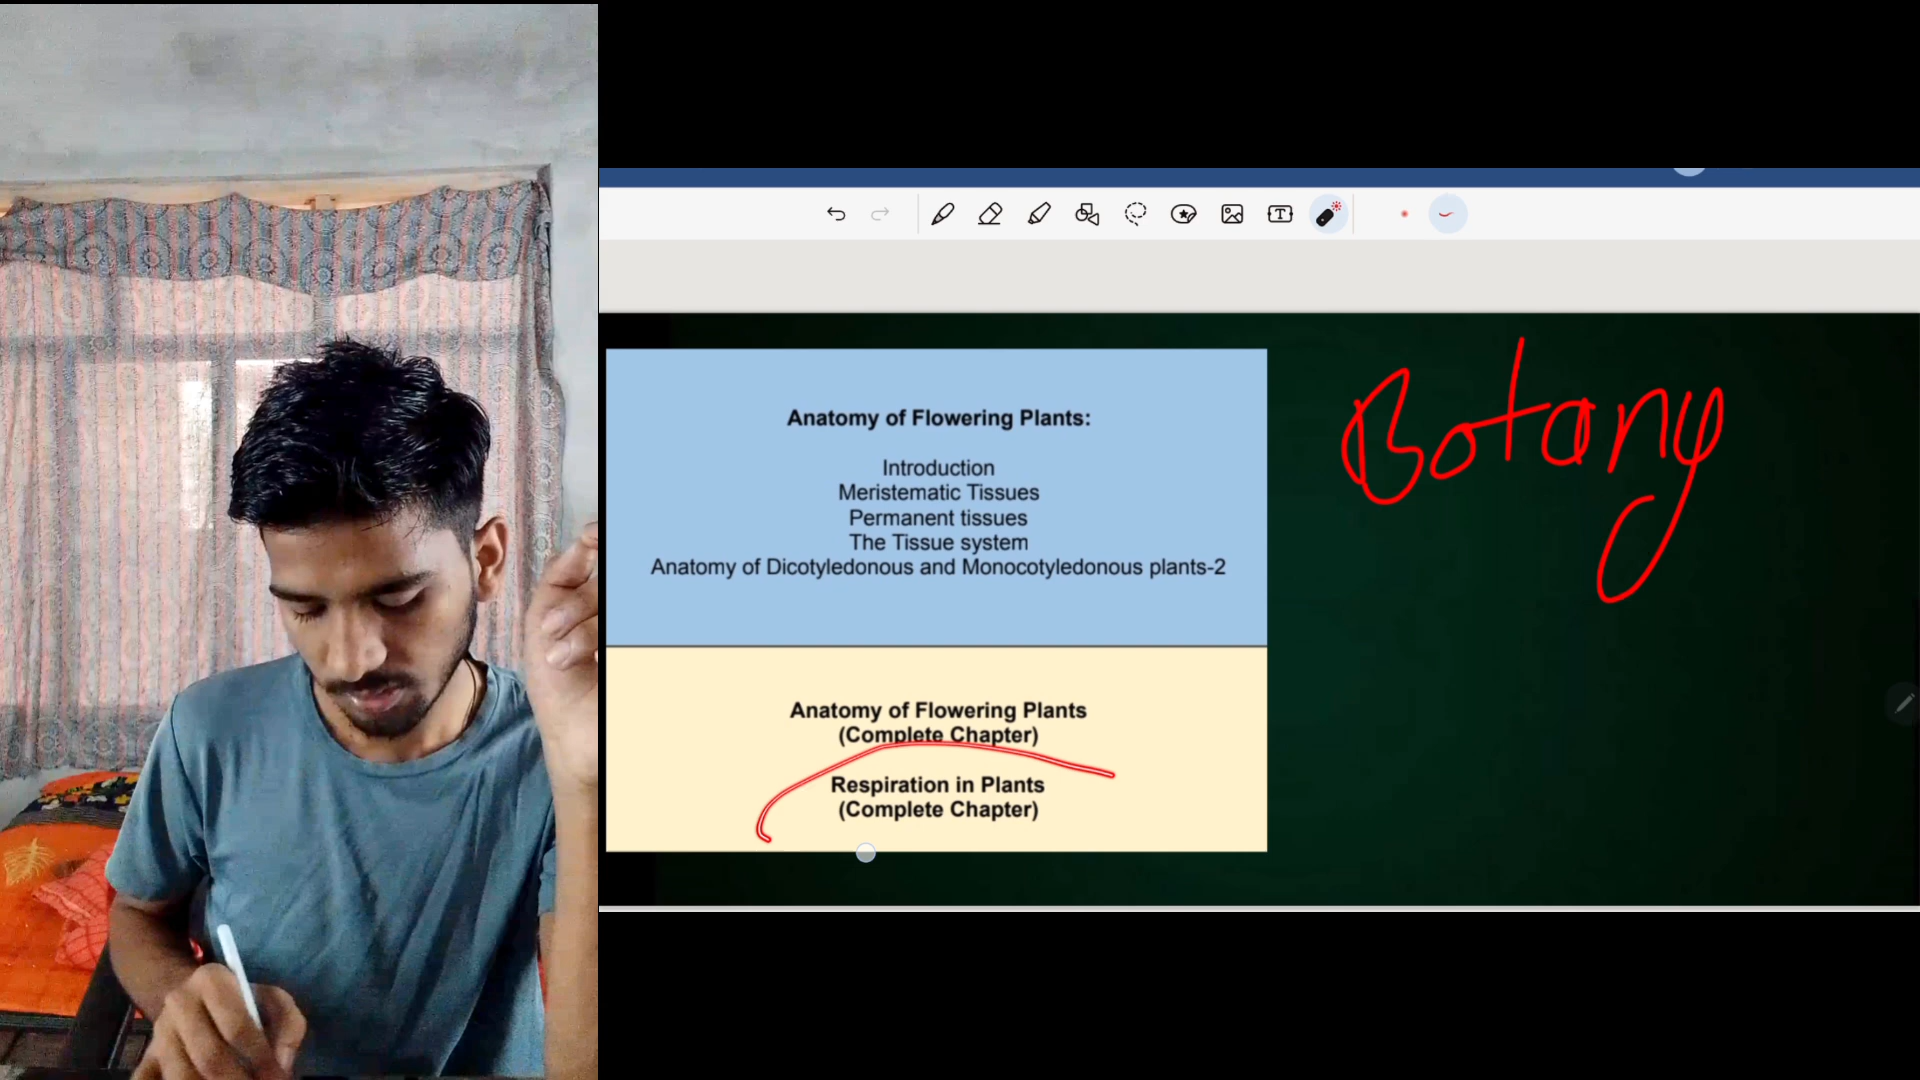 Botany
Anatomy of Flowering Plants:
Introduction
Meristematic Tissues
Permanent tissues
The Tissue system
Anatomy of Dicotyledonous and Monocotyledonous plants-2
Anatomy of Flowering Plants
(Complete Chapter)
Respiration in Plants
(Complete Chapter)